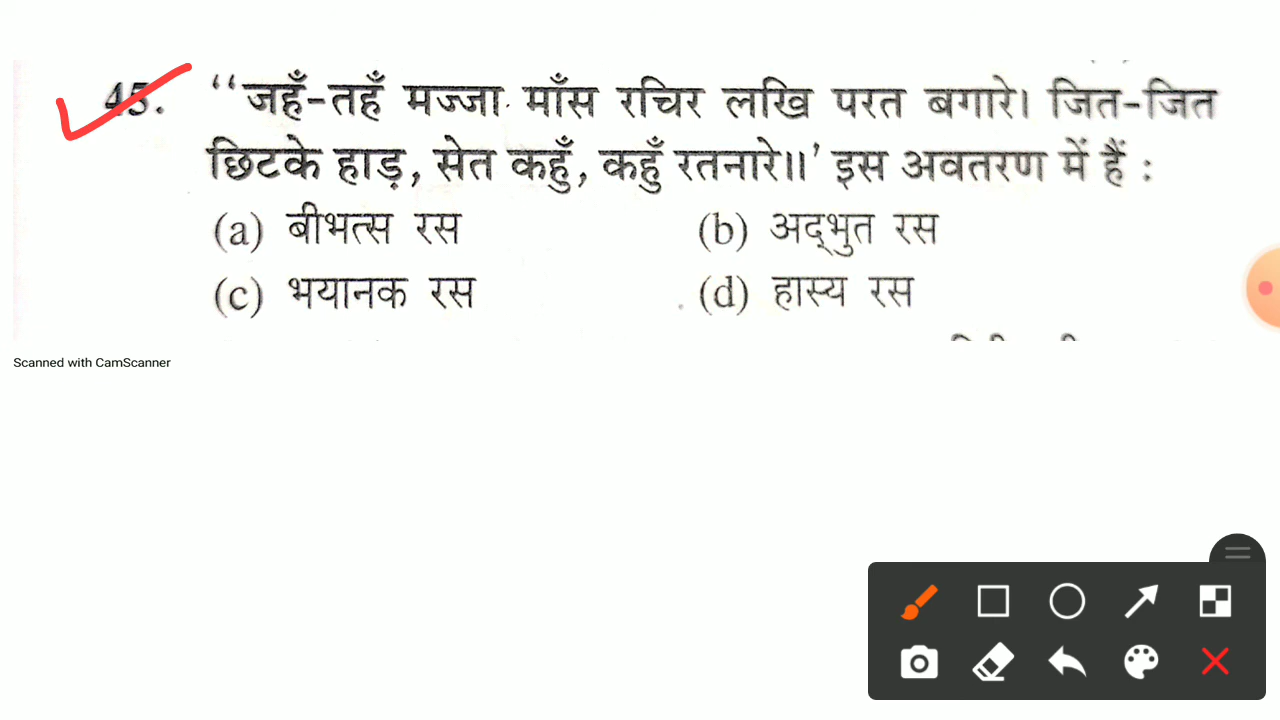 45. ‘‘जहँ-तहँ मज्जा माँस रचिर लखि परत बगारे। जित-जित
छिटके हाड़, सेत कहुँ, कहुँ रतनारे॥’ इस अवतरण में हैं :
(a) बीभत्स रस (b) अद्भुत रस
(c) भयानक रस (d) हास्य रस
Scanned with CamScanner